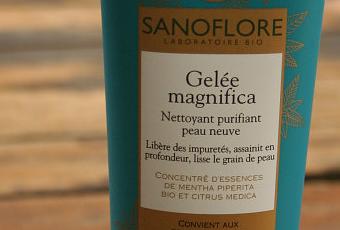 SANOFLORE
LABORATOIRE BIO
Gelée
magnifica
Nettoyant purifiant
peau neuve
Libère des impuretés, assainit en
profondeur, lisse le grain de peau
CONCENTRÉ D'ESSENCES
DE MENTHA PIPERITA
BIO ET CITRUS MEDICA
CONVIENT AUX